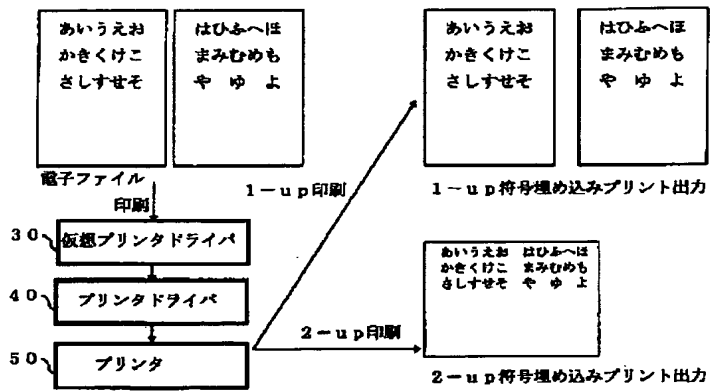 あいうえお
かきくけこ
さしすせそ
はひふへほ
まみむめも
や ゆ よ
電子ファイル
印刷
30
仮想プリンタドライバ
40
プリンタドライバ
50
プリンタ
1-up印刷
2-up印刷
あいうえお
かきくけこ
さしすせそ
はひふへほ
まみむめも
や ゆ よ
1-up符号埋め込みプリント出力
あいうえお はひふへほ
かきくけこ まみむめも
さしすせそ や ゆ よ
2-up符号埋め込みプリント出力